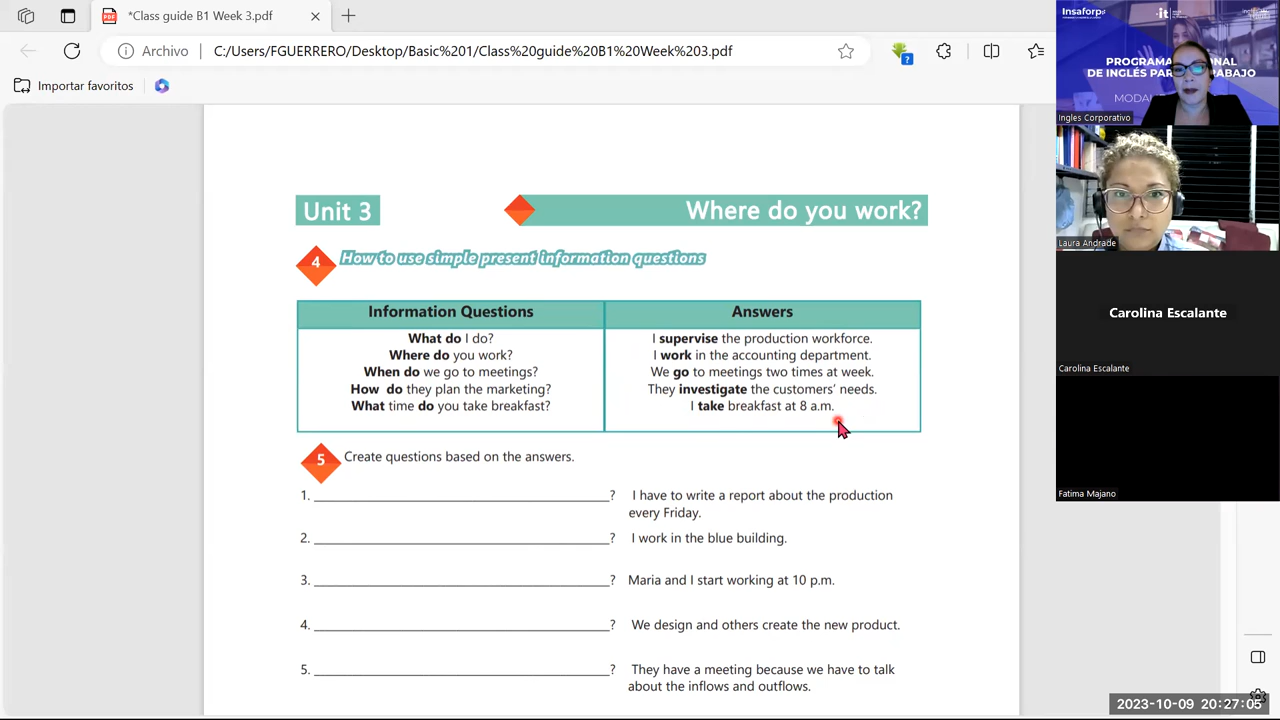 *Class guide B1 Week 3.pdf
Archivo
C:/Users/FGUERRERO/Desktop/Basic%201/Class%20guide%20B1%20Week%203.pdf
Importar favoritos
Unit 3
Where do you work?
4 How to use simple present information questions
Information Questions
Answers
What do I do?
I supervise the production workforce.
Where do you work?
I work in the accounting department.
When do we go to meetings?
We go to meetings two times at week.
How do they plan the marketing?
They investigate the customers’ needs.
What time do you take breakfast?
I take breakfast at 8 a.m.
5 Create questions based on the answers.
1. ? I have to write a report about the production
every Friday.
2. ? I work in the blue building.
3. ? Maria and I start working at 10 p.m.
4. ? We design and others create the new product.
5. ? They have a meeting because we have to talk
about the inflows and outflows.
Insaforp
DE INGLÉS
Ingles Corporativo
Laura Andrade
Carolina Escalante
Carolina Escalante
Fatima Majano
2023-10-09 20:27:05